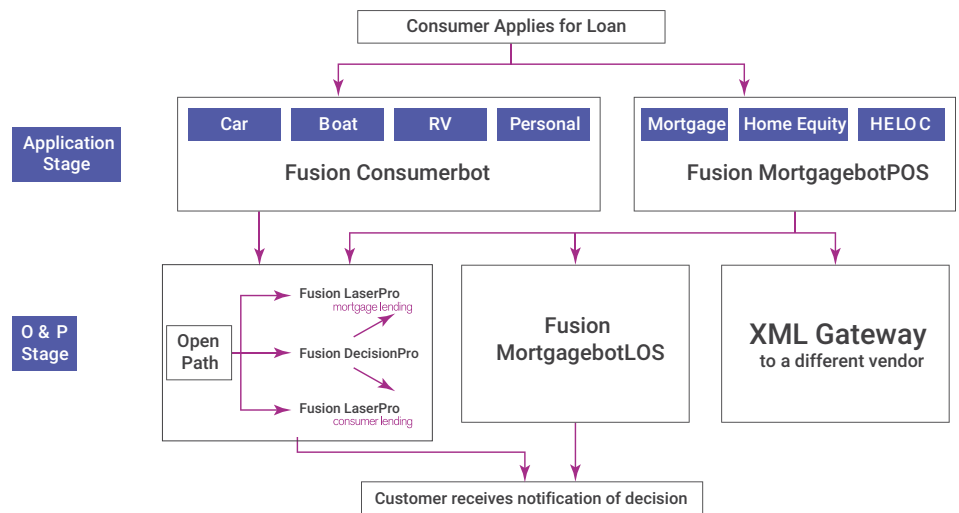 Consumer Applies for Loan
Application
Stage
Car
Boat
RV
Personal
Fusion Consumerbot
Mortgage
Home Equity
HELOC
Fusion MortgagebotPOS
O & P
Stage
Open
Path
Fusion LaserPro
mortgage lending
Fusion DecisionPro
Fusion LaserPro
consumer lending
Fusion
MortgagebotLOS
XML Gateway
to a different vendor
Customer receives notification of decision